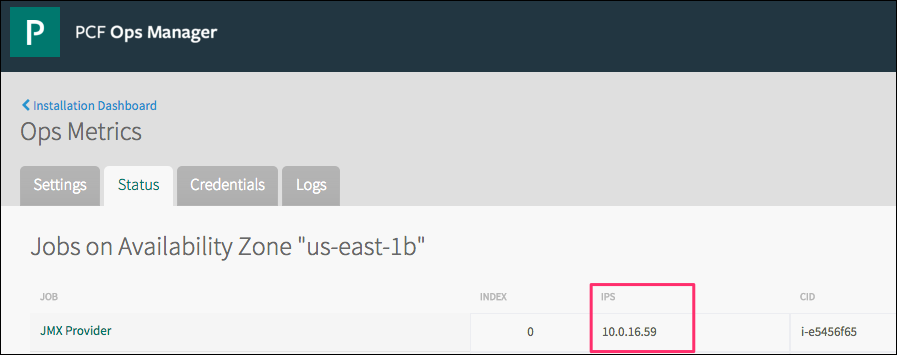 P PCF Ops Manager
Installation Dashboard
Ops Metrics
Settings Status Credentials Logs
Jobs on Availability Zone "us-east-1b"
JOB INDEX IPS CID
JMX Provider 0 10.0.16.59 i-e5456f65